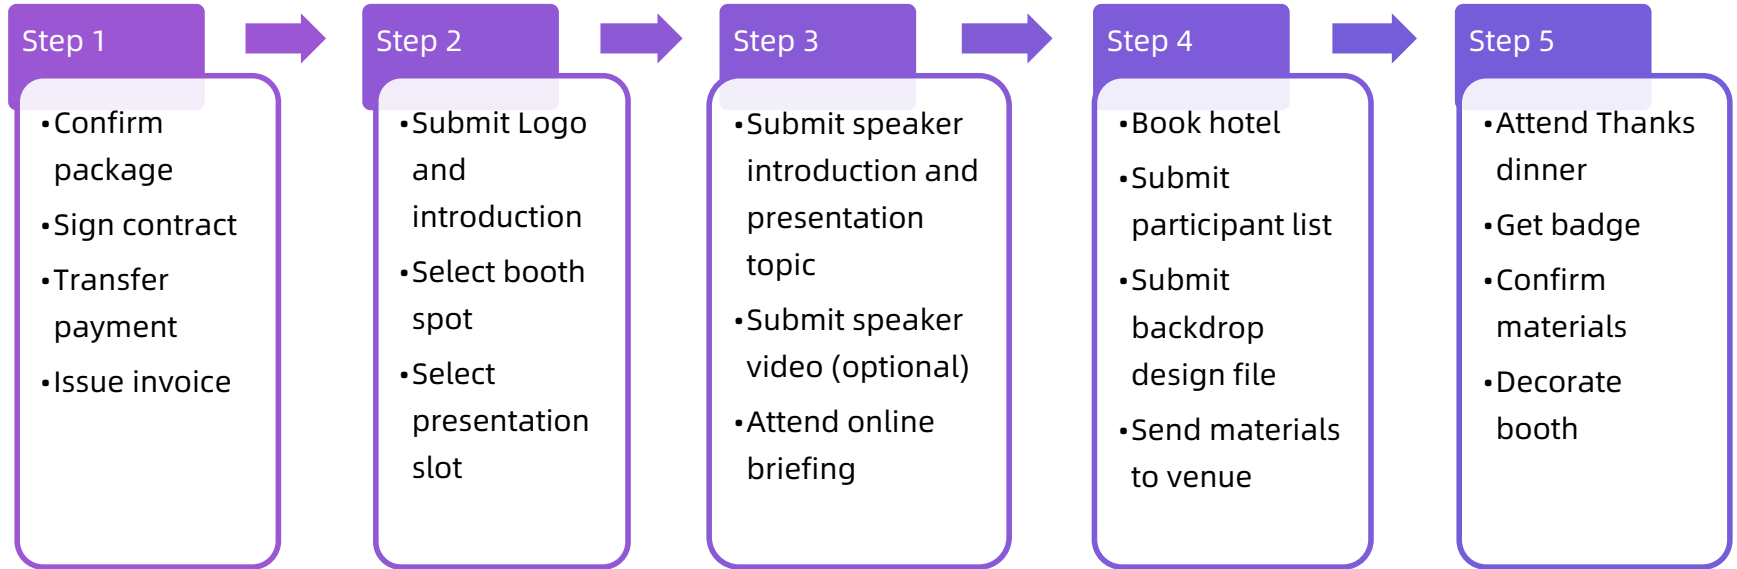 Step 1
•Confirm
package
•Sign contract
•Transfer
payment
•Issue invoice
Step 2
•Submit Logo
and
introduction
•Select booth
spot
•Select
presentation
slot
Step 3
•Submit speaker
introduction and
presentation
topic
•Submit speaker
video (optional)
•Attend online
briefing
Step 4
•Book hotel
•Submit
participant list
•Submit
backdrop
design file
•Send materials
to venue
Step 5
•Attend Thanks
dinner
•Get badge
•Confirm
materials
•Decorate
booth